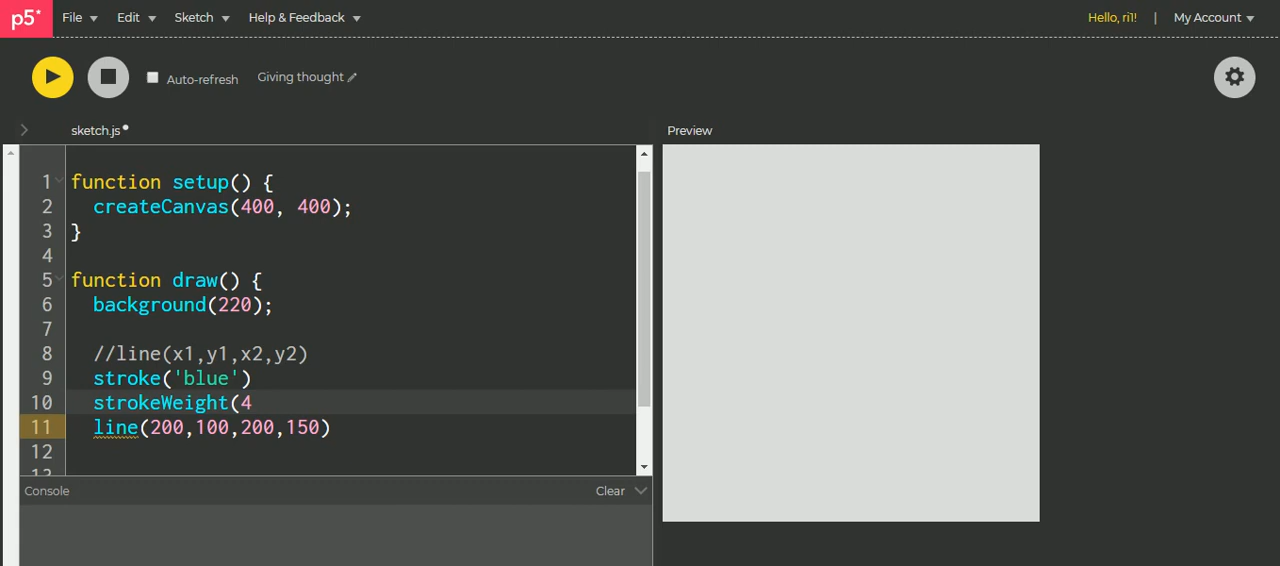 p5* File Edit Sketch Help & Feedback Hello, ri1! | My Account
Auto-refresh Giving thought
> sketch.js Preview
1 function setup() {
2 createCanvas(400, 400);
3 }
4
5 function draw() {
6 background(220);
7
8 //line(x1,y1,x2,y2)
9 stroke('blue')
10 strokeWeight(4
11 line(200,100,200,150)
12
13
Console Clear